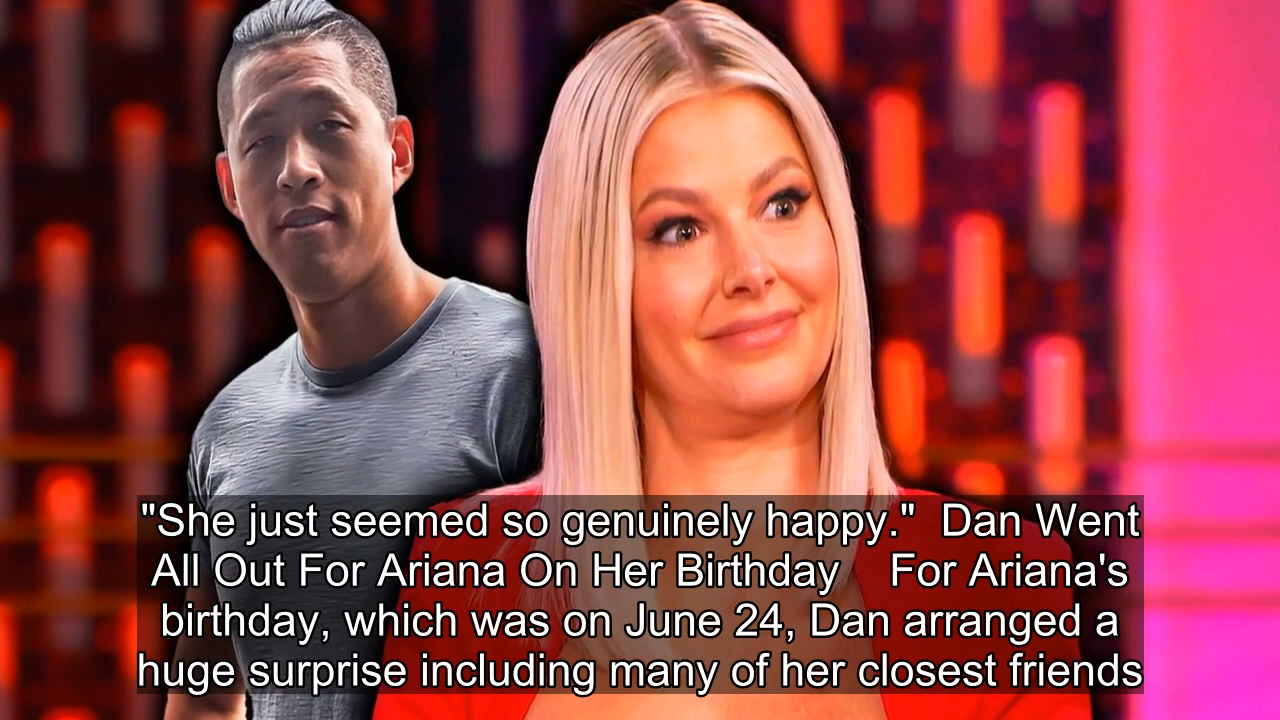 "She just seemed so genuinely happy."  Dan Went
All Out For Ariana On Her Birthday    For Ariana's
birthday, which was on June 24, Dan arranged a
huge surprise including many of her closest friends